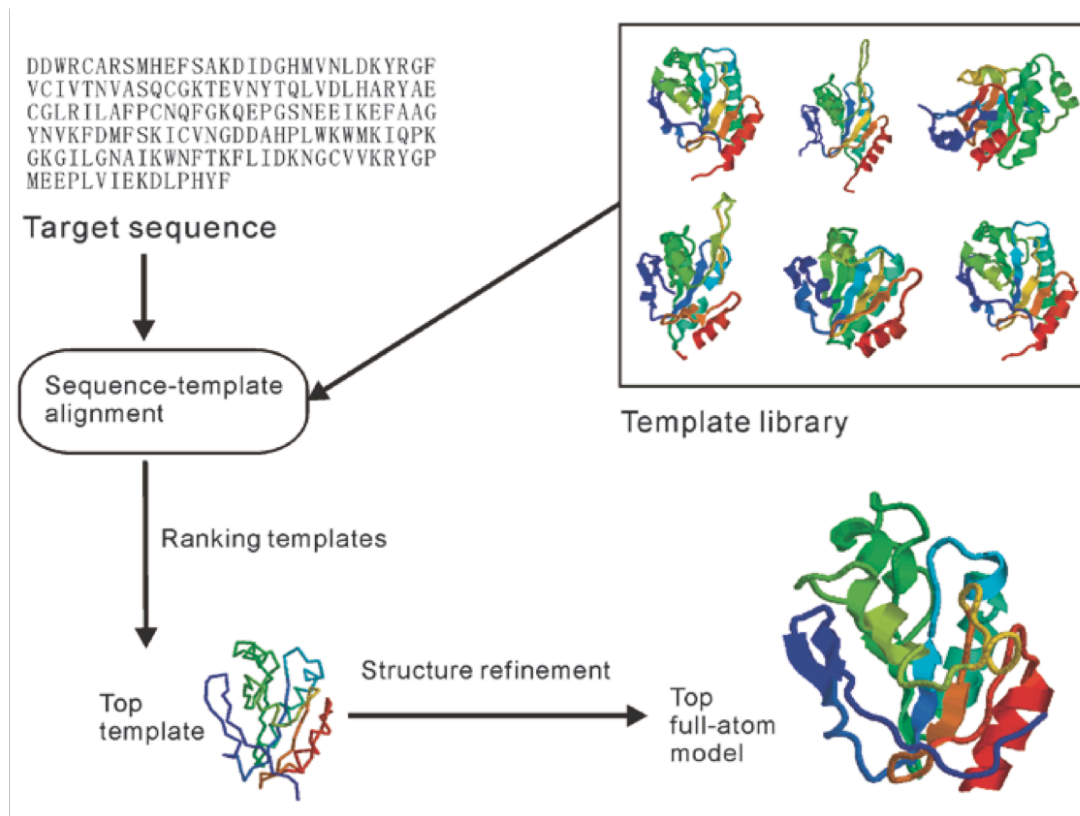 DDWRCARSMHEFSAKDIDGHMVNLDKYRGF
VCIVTNVASQCGKTEVNYTQLVDLHARYAE
CGLRILAFPCNQFGKQEPGSNEEIKEFAAG
YNVKFDMFSKICVNGDDAHPLWKWMKIQPK
GKGILGNAIKWNFTKFLIDKNGCVVKRYGP
MEEPLVIEKDLPHYF
Target sequence
Sequence-template
alignment
Template library
Ranking templates
Top
template
Structure refinement
Top
full-atom
model